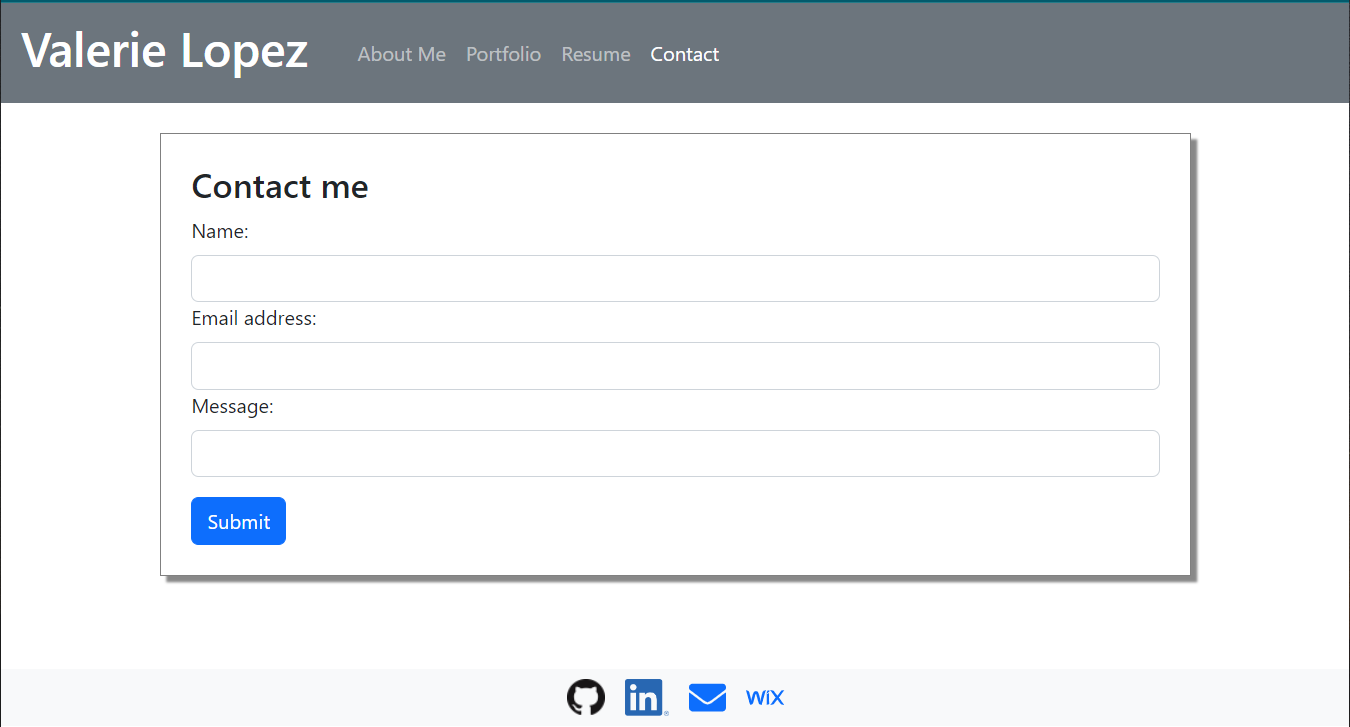 Valerie Lopez About Me Portfolio Resume Contact
Contact me
Name:
Email address:
Message:
Submit
in WiX